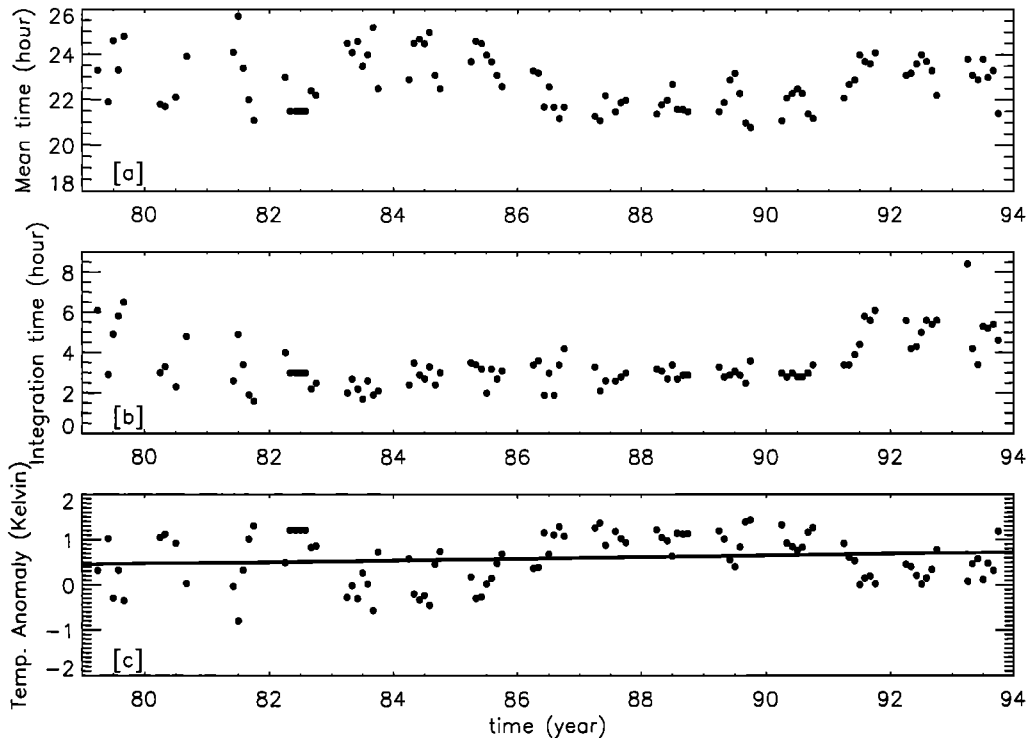 Mean time (hour)
26
24
22
20
18
[a]
80 82 84 86 88 90 92 94
Integration time (hour)
8
6
4
2
0
[b]
80 82 84 86 88 90 92 94
Temp. Anomaly (Kelvin)
2
1
0
-1
-2
[c]
80 82 84 86 88 90 92 94
time (year)